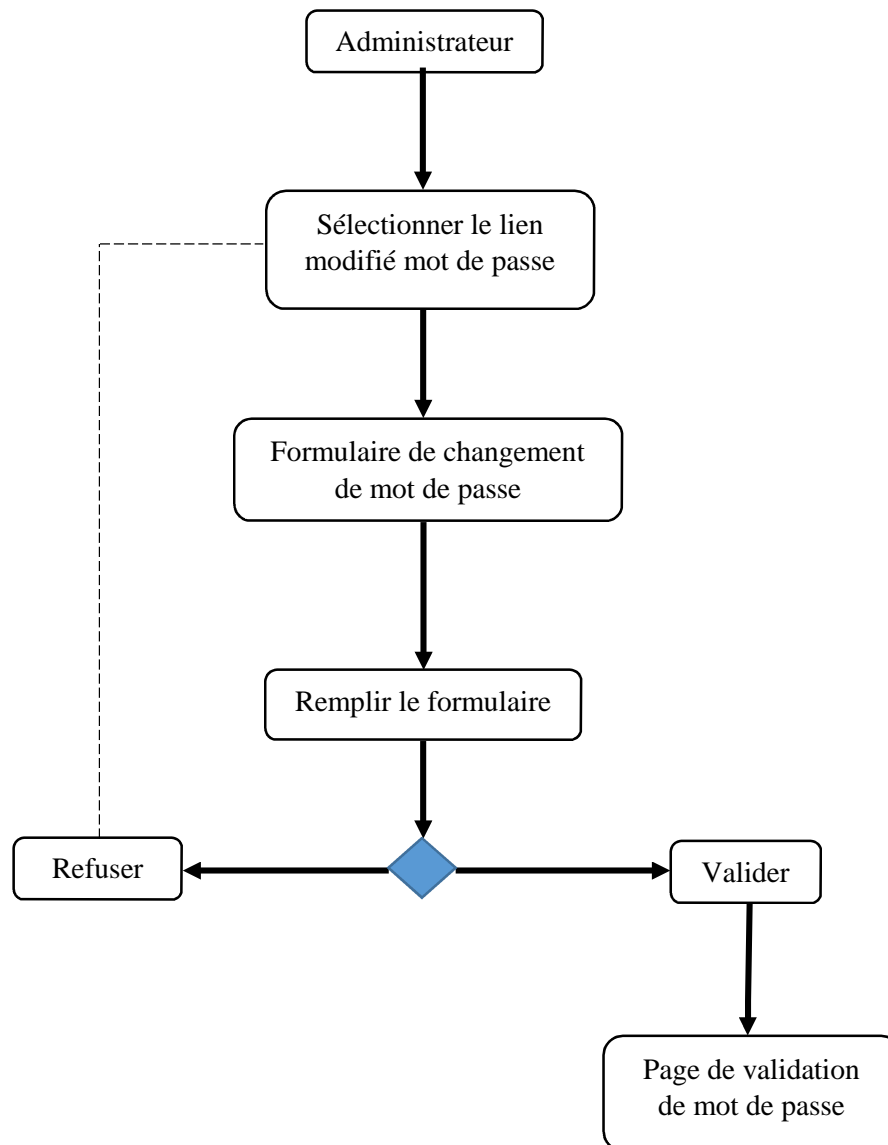 Administrateur
Sélectionner le lien
modifié mot de passe
Formulaire de changement
de mot de passe
Remplir le formulaire
Refuser
Valider
Page de validation
de mot de passe